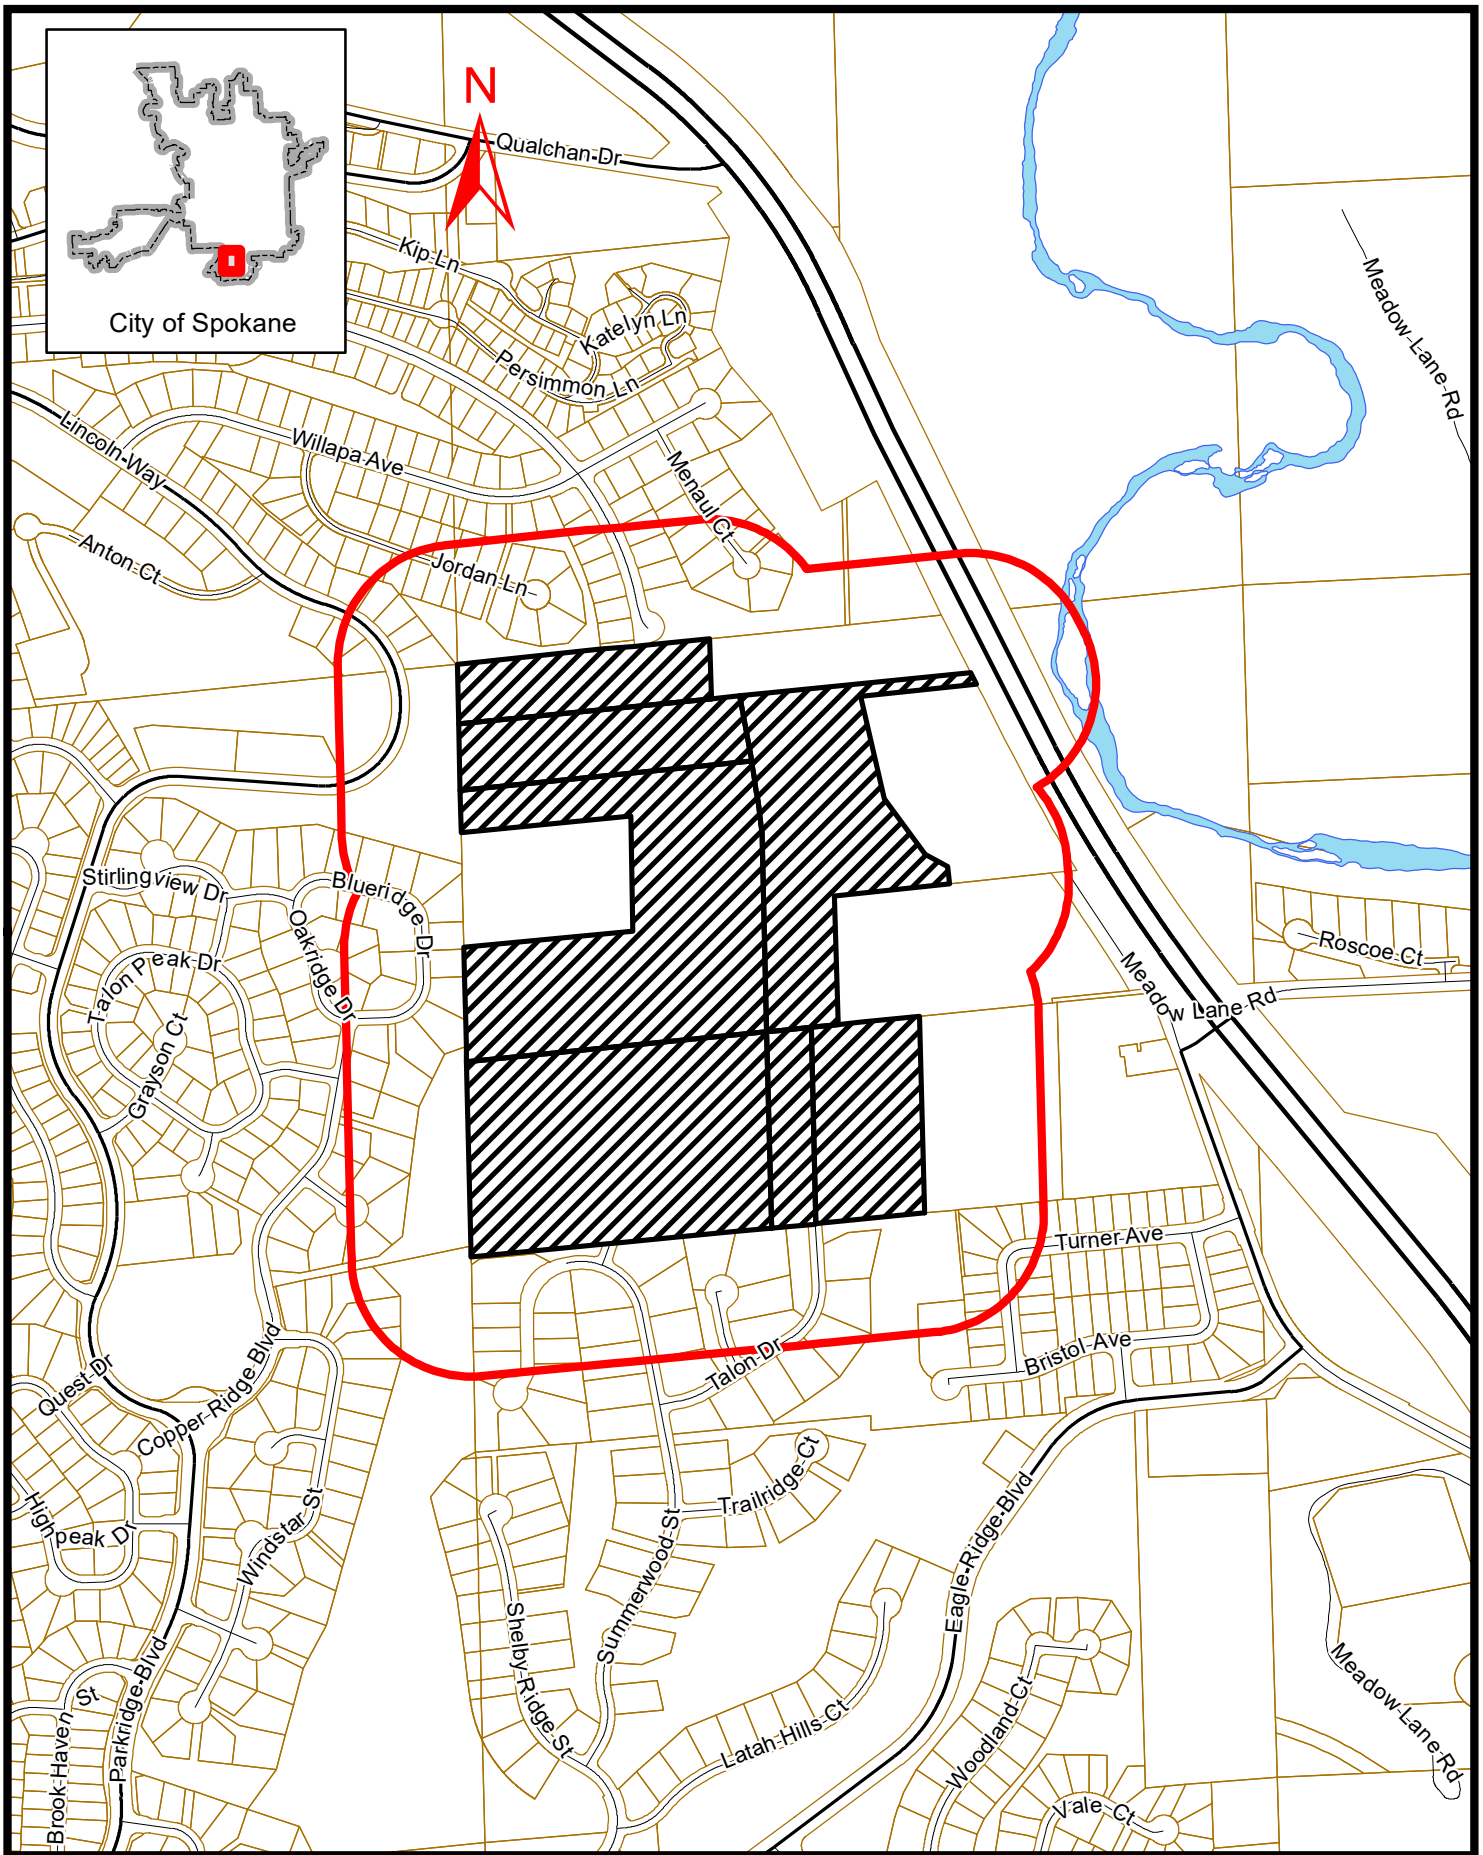 N
Qualchan Dr
Kip Ln
Katelyn Ln
Persimmon Ln
City of Spokane
Meadow Lane Rd
Lincoln Way
Willapa Ave
Menaul Ct
Anton Ct
Jordan Ln
Stirlingview Dr
Blueridge Dr
Oakridge Dr
Talon Peak Dr
Grayson Ct
Roscoe Ct
Meadow Lane Rd
Turner Ave
Bristol Ave
Talon Dr
Quest Dr
Copper Ridge Blvd
Highpeak Dr
Windstar St
Trailridge Ct
Summerwood St
Shelby Ridge St
Eagle Ridge Blvd
Latah Hills Ct
Woodland Ct
Vale Ct
Meadow Lane Rd
Parkridge Blvd
Brook Haven St